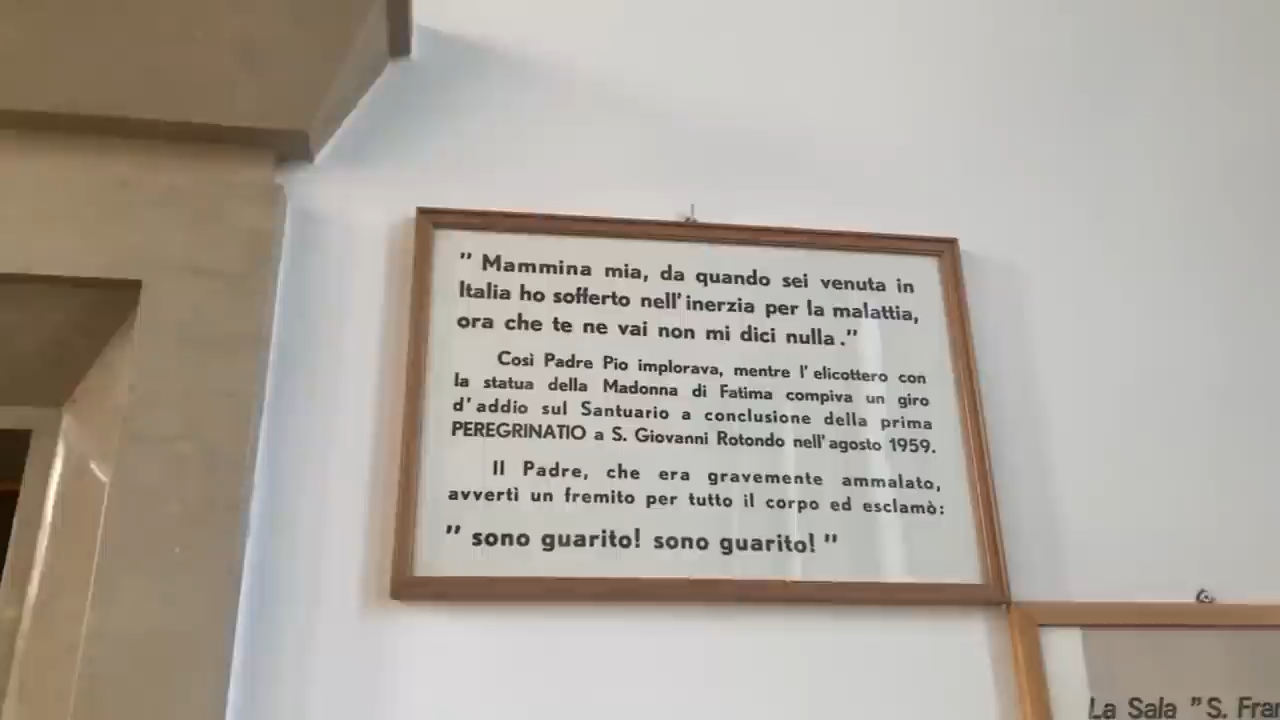 " Mammina mia, da quando sei venuta in
Italia ho sofferto nell'inerzia per la malattia,
ora che te ne vai non mi dici nulla."
Così Padre Pio implorava, mentre l'elicottero con
la statua della Madonna di Fatima compiva un giro
d'addio sul Santuario a conclusione della prima
PEREGRINATIO a S. Giovanni Rotondo nell'agosto 1959.
Il Padre, che era gravemente ammalato,
avvertì un fremito per tutto il corpo ed esclamò:
" sono guarito! sono guarito! "
La Sala "S. Fran